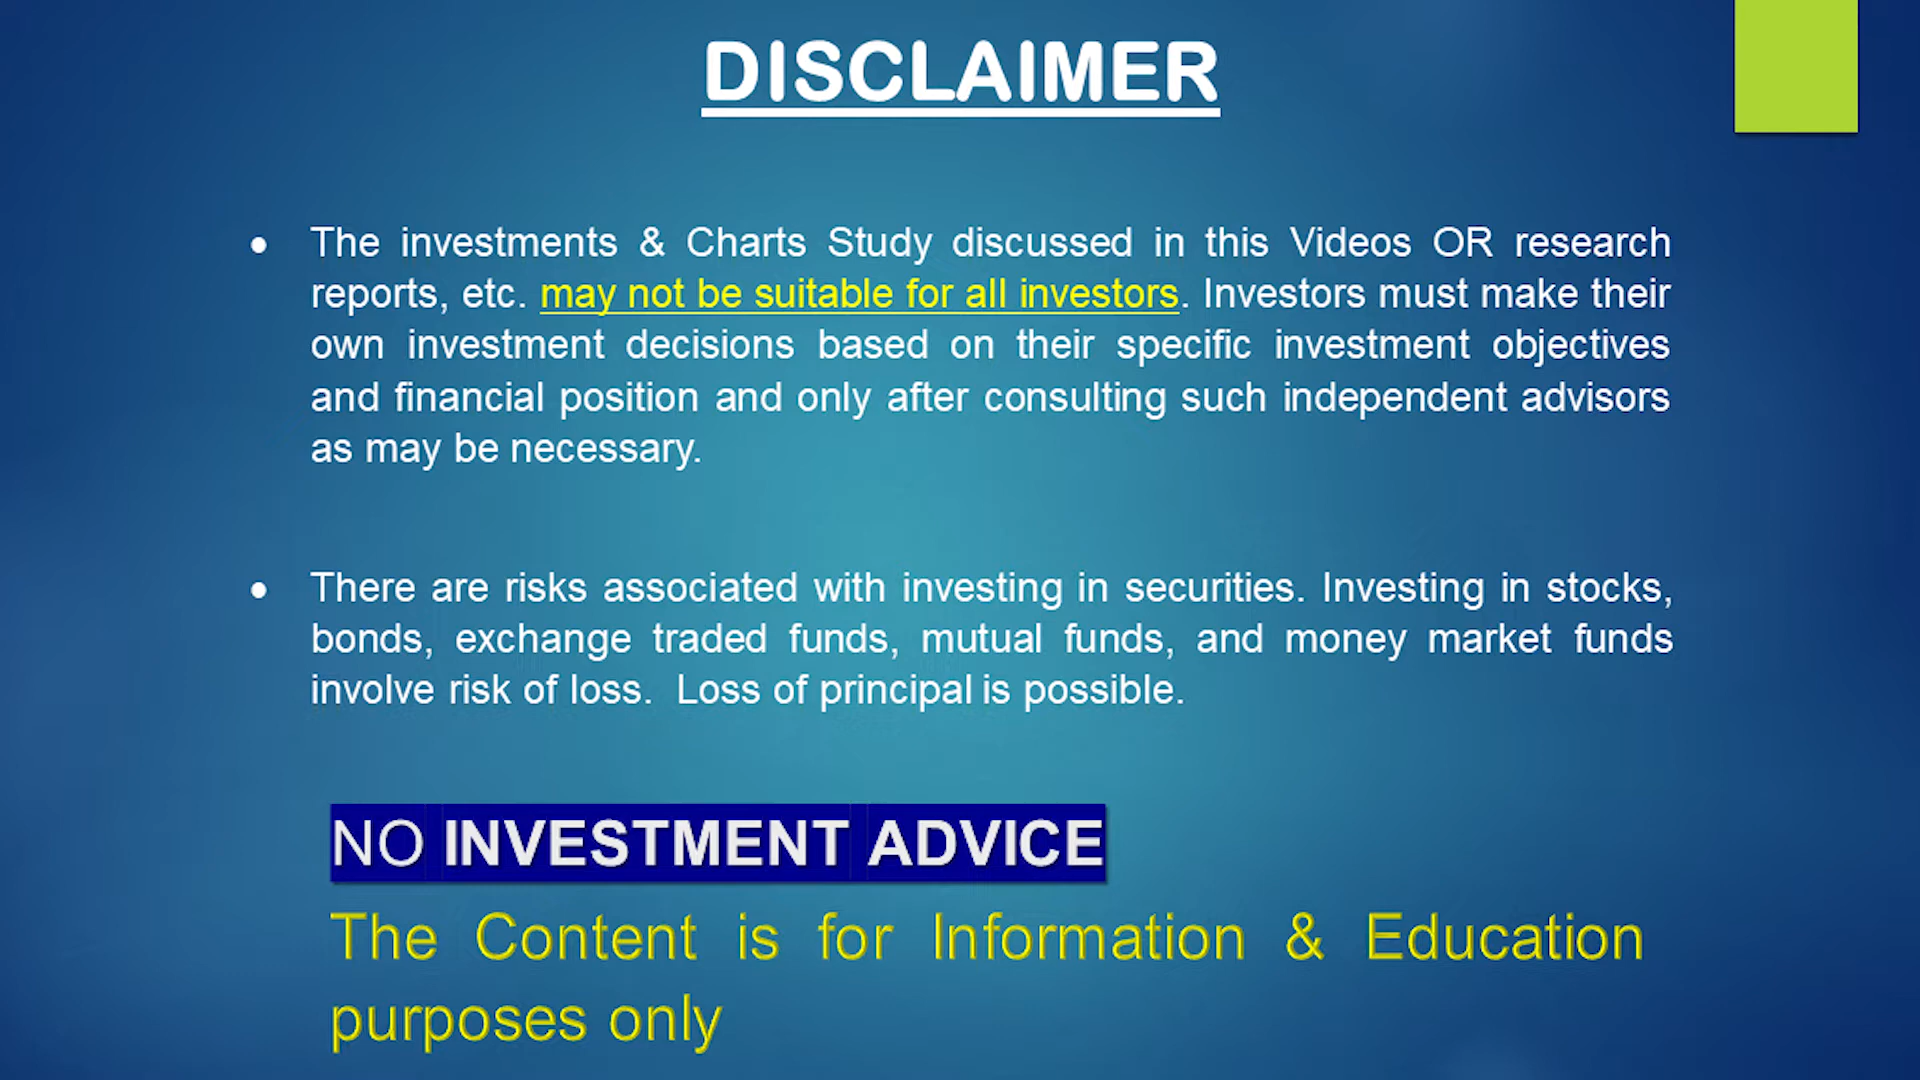 DISCLAIMER
• The investments & Charts Study discussed in this Videos OR research
reports, etc. may not be suitable for all investors. Investors must make their
own investment decisions based on their specific investment objectives
and financial position and only after consulting such independent advisors
as may be necessary.
• There are risks associated with investing in securities. Investing in stocks,
bonds, exchange traded funds, mutual funds, and money market funds
involve risk of loss. Loss of principal is possible.
NO INVESTMENT ADVICE
The Content is for Information & Education
purposes only